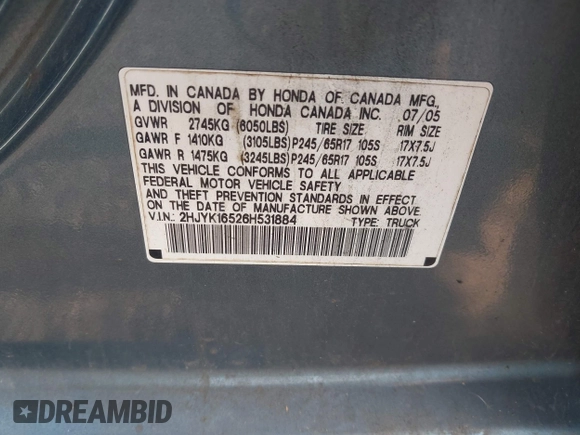 MFD. IN CANADA BY HONDA OF CANADA MFG.,
A DIVISION OF HONDA CANADA INC. 07/05
GVWR 2745KG (6050LBS) TIRE SIZE RIM SIZE
GAWR F 1410KG (3105LBS) P245/65R17 105S 17X7.5J
GAWR R 1475KG (3245LBS) P245/65R17 105S 17X7.5J
THIS VEHICLE CONFORMS TO ALL APPLICABLE
FEDERAL MOTOR VEHICLE SAFETY
AND THEFT PREVENTION STANDARDS IN EFFECT
ON THE DATE OF MANUFACTURE SHOWN ABOVE.
V.I.N.: 2HJYK16526H531884 TYPE: TRUCK
DREAMBID